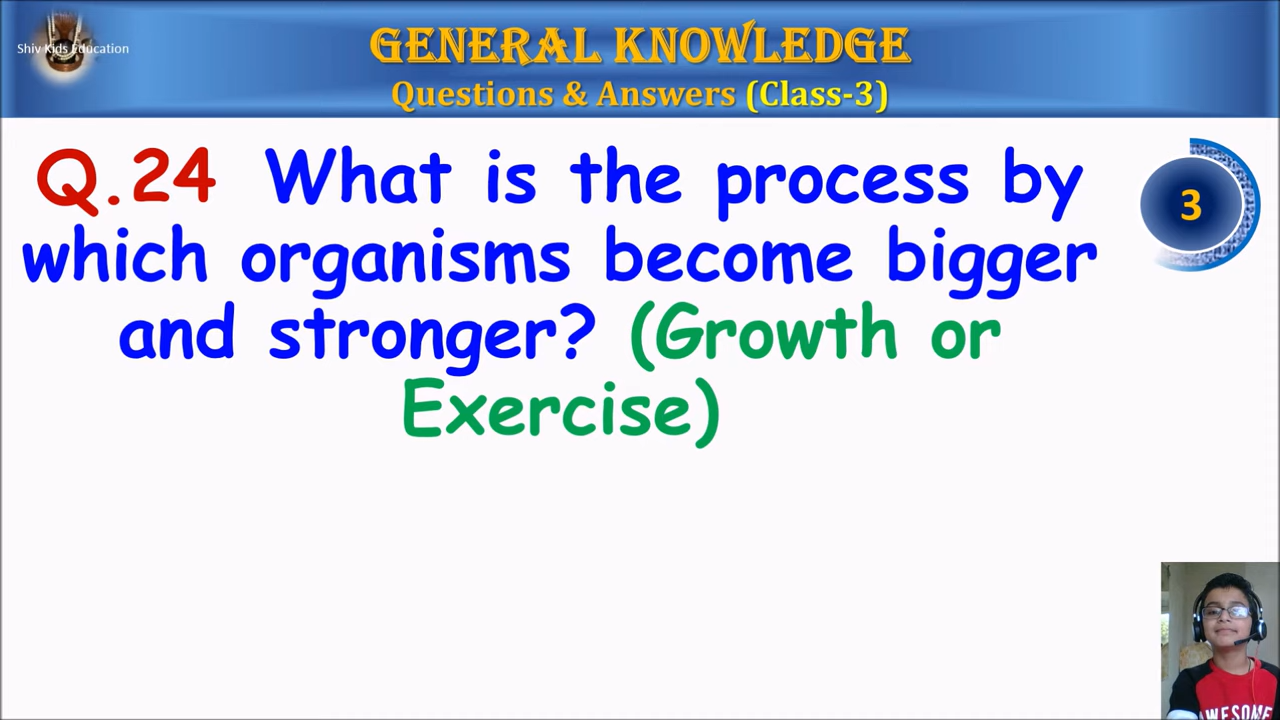 Shiv Kids Education
GENERAL KNOWLEDGE
Questions & Answers (Class-3)
Q.24 What is the process by
which organisms become bigger
and stronger? (Growth or
Exercise)
3
AWESOME